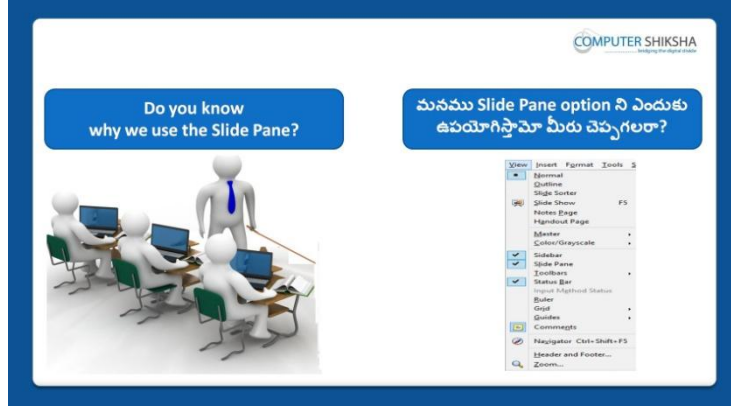 COMPUTER SHIKSHA
bridging the digital divide
Do you know
why we use the Slide Pane?
మనము Slide Pane option ని ఎందుకు
ఉపయోగిస్తామో మీరు చెప్పగలరా?
View Insert Format Tools S
Normal
Outline
Slide Sorter
Slide Show F5
Notes Page
Handout Page
Master
Color/Grayscale
Sidebar
Slide Pane
Toolbars
Status Bar
Input Method Status
Ruler
Grid
Guides
Comments
Navigator Ctrl+Shift+F5
Header and Footer...
Zoom...